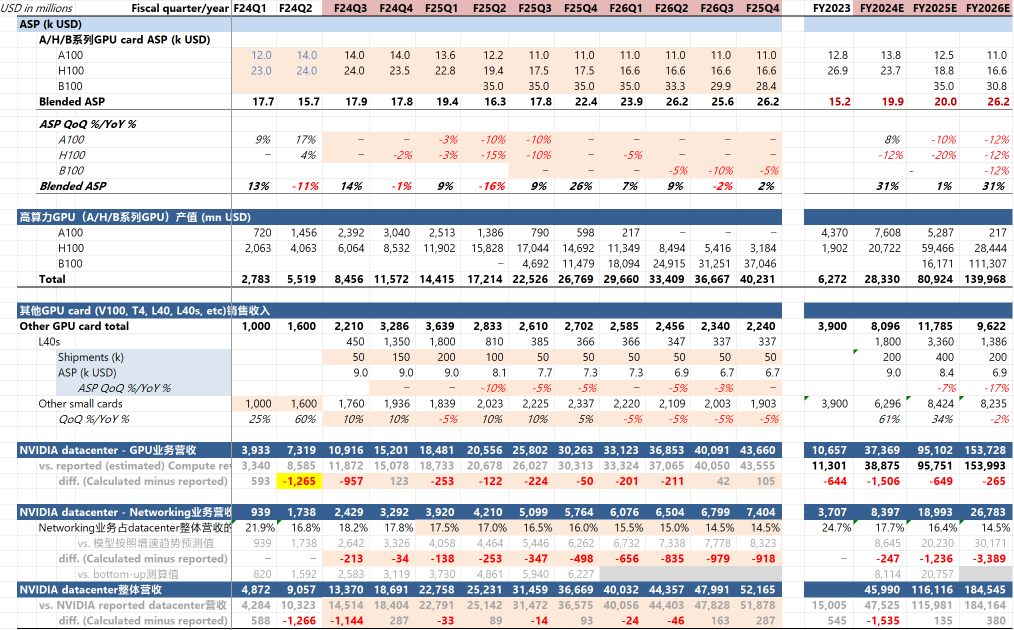 USD in millions Fiscal quarter/year F24Q1 F24Q2 F24Q3 F24Q4 F25Q1 F25Q2 F25Q3 F25Q4 F26Q1 F26Q2 F26Q3 F25Q4 FY2023 FY2024E FY2025E FY2026E
ASP (k USD)
A/H/B系列GPU card ASP (k USD)
A100 12.0 14.0 14.0 14.0 13.6 12.2 11.0 11.0 11.0 11.0 11.0 11.0 12.8 13.8 12.5 11.0
H100 23.0 24.0 24.0 23.5 22.8 19.4 17.5 17.5 16.6 16.6 16.6 16.6 26.9 23.7 18.8 16.6
B100 35.0 35.0 35.0 35.0 33.3 29.9 28.4 35.0 30.8
Blended ASP 17.7 15.7 17.9 17.8 19.4 16.3 17.8 22.4 23.9 26.2 25.6 26.2 15.2 19.9 20.0 26.2
ASP QoQ %/YoY %
A100 9% 17% – – -3% -10% -10% – – – – – 8% -10% -12%
H100 – 4% – -2% -3% -15% -10% – -5% – – – -12% -20% -12%
B100 – – – -5% -10% -5% - -12%
Blended ASP 13% -11% 14% -1% 9% -16% 9% 26% 7% 9% -2% 2% 31% 1% 31%
高算力GPU（A/H/B系列GPU）产值 (mn USD)
A100 720 1,456 2,392 3,040 2,513 1,386 790 598 217 – – – 4,370 7,608 5,287 217
H100 2,063 4,063 6,064 8,532 11,902 15,828 17,044 14,692 11,349 8,494 5,416 3,184 1,902 20,722 59,466 28,444
B100 – 4,692 11,479 18,094 24,915 31,251 37,046 16,171 111,307
Total 2,783 5,519 8,456 11,572 14,415 17,214 22,526 26,769 29,660 33,409 36,667 40,231 6,272 28,330 80,924 139,968
其他GPU card (V100, T4, L40, L40s, etc)销售收入
Other GPU card total 1,000 1,600 2,210 3,286 3,639 2,833 2,610 2,702 2,585 2,456 2,340 2,240 3,900 8,096 11,785 9,622
L40s 450 1,350 1,800 810 385 366 366 347 337 337 1,800 3,360 1,386
Shipments (k) 50 150 200 100 50 50 50 50 50 50 200 400 200
ASP (k USD) 9.0 9.0 9.0 8.1 7.7 7.3 7.3 6.9 6.7 6.7 9.0 8.4 6.9
ASP QoQ %/YoY % – – -10% -5% -5% – -5% -3% – -7% -17%
Other small cards 1,000 1,600 1,760 1,936 1,839 2,023 2,225 2,337 2,220 2,109 2,003 1,903 3,900 6,296 8,424 8,235
QoQ %/YoY % 25% 60% 10% 10% -5% 10% 10% 5% -5% -5% -5% -5% 61% 34% -2%
NVIDIA datacenter - GPU业务营收 3,933 7,319 10,916 15,201 18,481 20,556 25,802 30,263 33,123 36,853 40,091 43,660 10,657 37,369 95,102 153,728
vs. reported (estimated) Compute rev 3,340 8,585 11,872 15,078 18,733 20,678 26,027 30,313 33,324 37,065 40,050 43,555 11,301 38,875 95,751 153,993
diff. (Calculated minus reported) 593 -1,265 -957 123 -253 -122 -224 -50 -201 -211 42 105 -644 -1,506 -649 -265
NVIDIA datacenter - Networking业务营收 939 1,738 2,429 3,292 3,920 4,210 5,099 5,764 6,076 6,504 6,799 7,404 3,707 8,397 18,993 26,783
Networking业务占datacenter整体营收的 21.9% 16.8% 18.2% 17.8% 17.5% 17.0% 16.5% 16.0% 15.5% 15.0% 14.5% 14.5% 24.7% 17.7% 16.4% 14.5%
vs. 模型按照增速趋势预测值 939 1,738 2,642 3,326 4,058 4,464 5,446 6,262 6,732 7,338 7,778 8,323 8,645 20,230 30,171
diff. (Calculated minus reported) – – -213 -34 -138 -253 -347 -498 -656 -835 -979 -918 – -247 -1,236 -3,389
vs. bottom-up测算值 820 1,592 2,583 3,119 3,730 4,861 5,940 6,227 8,114 20,757
NVIDIA datacenter整体营收 4,872 9,057 13,370 18,691 22,758 25,231 31,459 36,669 40,032 44,357 47,991 52,165 45,990 116,116 184,545
vs. NVIDIA reported datacenter营收 4,284 10,323 14,514 18,404 22,791 25,142 31,472 36,575 40,056 44,403 47,828 51,878 15,005 47,525 115,981 184,164
diff. (Calculated minus reported) 588 -1,266 -1,144 287 -33 89 -14 93 -24 -46 163 287 545 -1,535 135 380